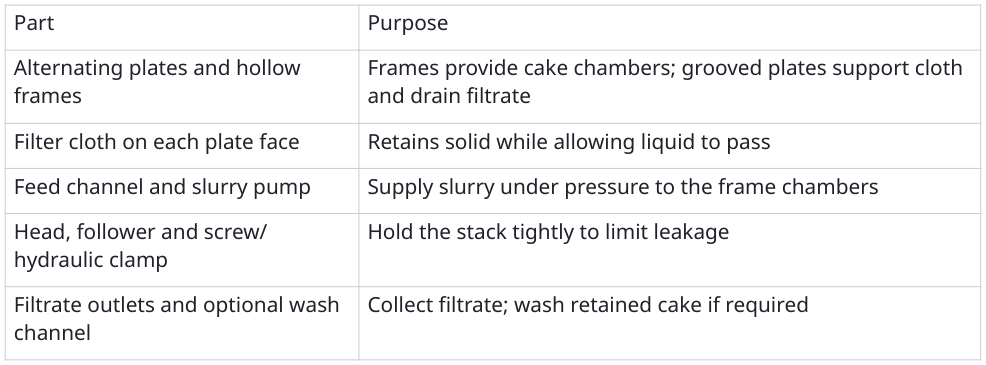 Part
Purpose
Alternating plates and hollow
frames
Frames provide cake chambers; grooved plates support cloth
and drain filtrate
Filter cloth on each plate face
Retains solid while allowing liquid to pass
Feed channel and slurry pump
Supply slurry under pressure to the frame chambers
Head, follower and screw/
hydraulic clamp
Hold the stack tightly to limit leakage
Filtrate outlets and optional wash
channel
Collect filtrate; wash retained cake if required